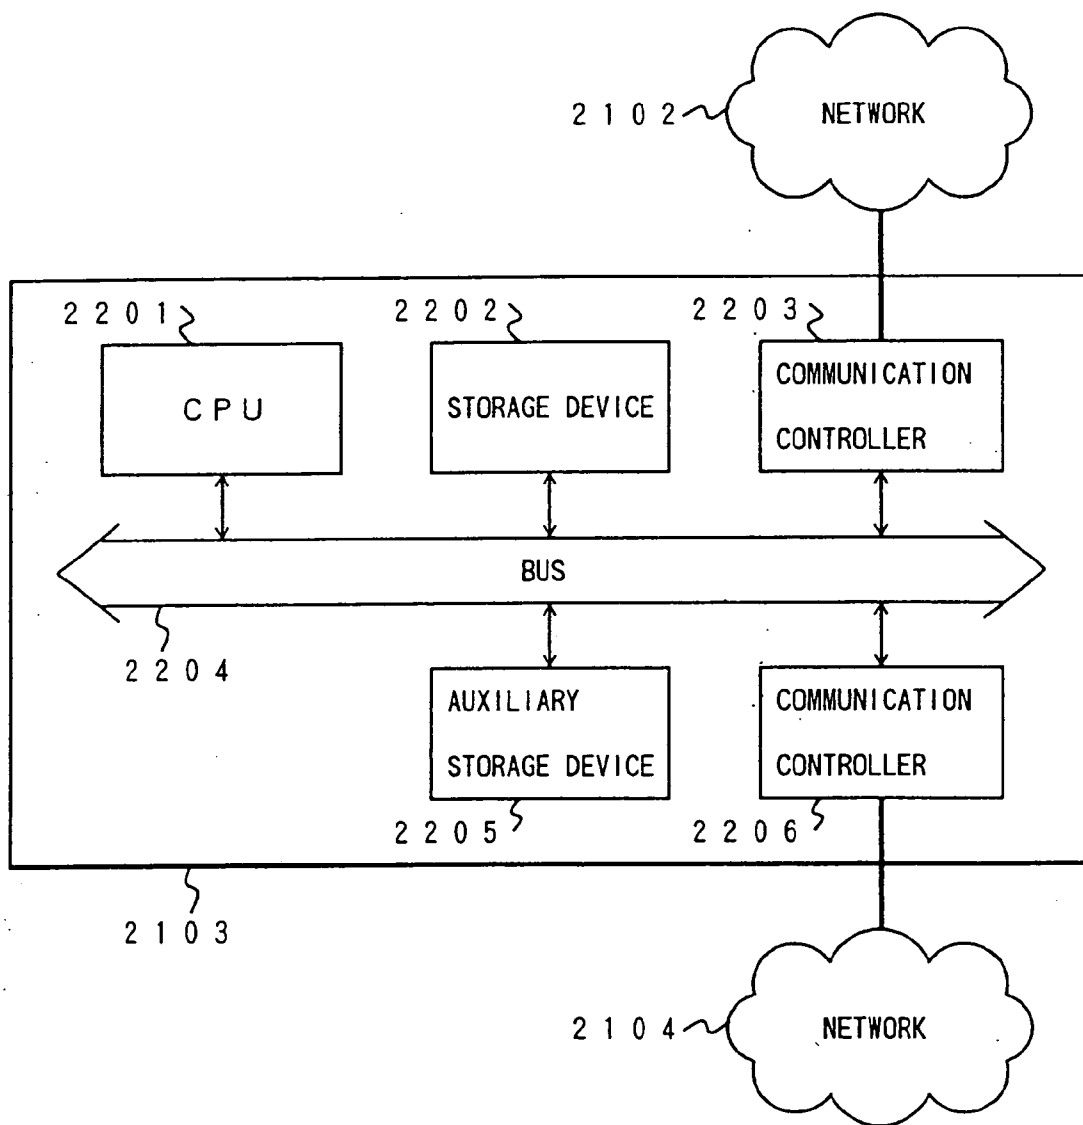 2102
NETWORK
2201
2202
2203
CPU
STORAGE DEVICE
COMMUNICATION
CONTROLLER
BUS
2204
AUXILIARY
STORAGE DEVICE
COMMUNICATION
CONTROLLER
2205
2206
2103
2104
NETWORK